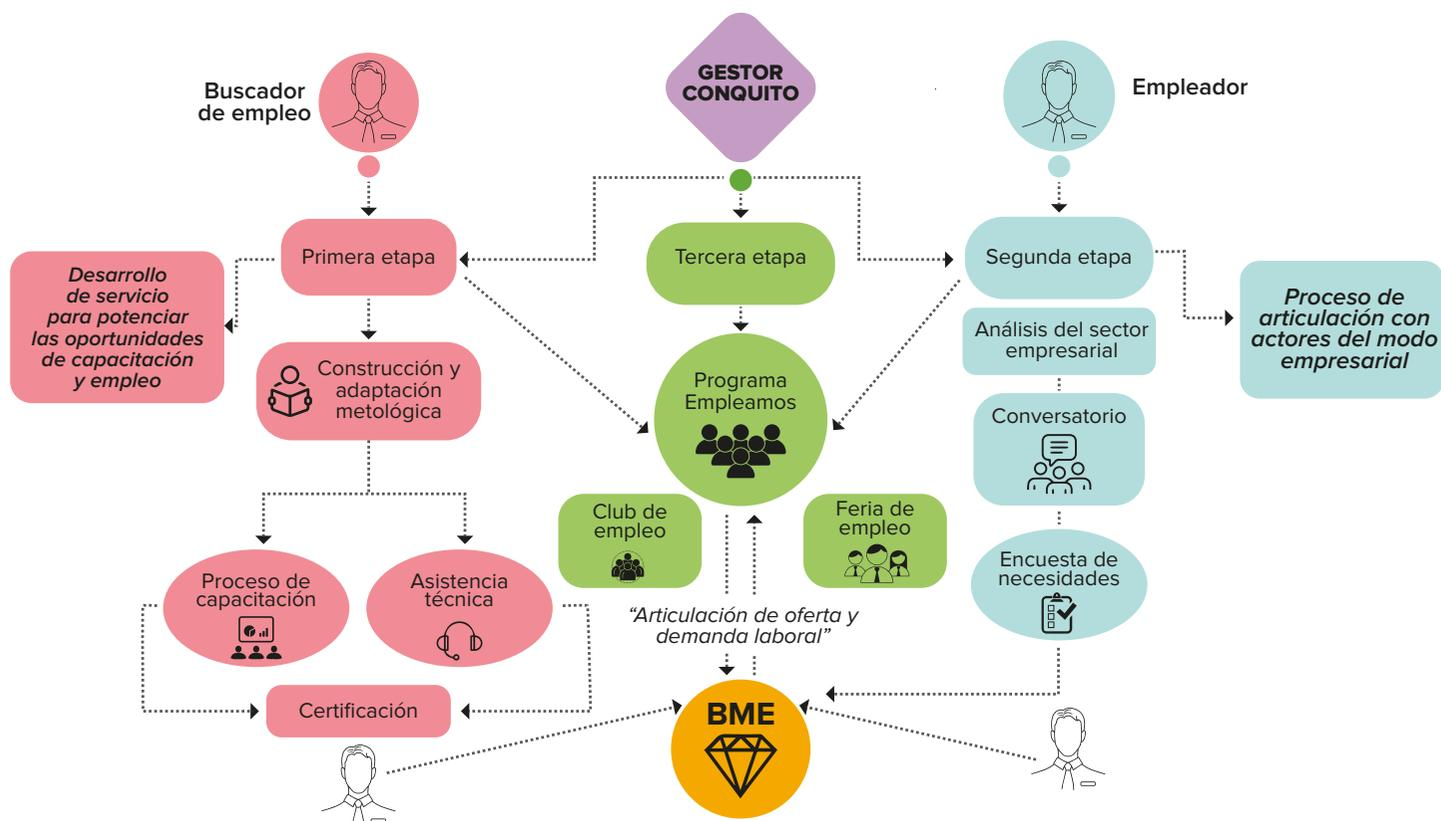 Buscador
de empleo
GESTOR
CONQUITO
Empleador
Primera etapa
Tercera etapa
Segunda etapa
Desarrollo
de servicio
para potenciar
las oportunidades
de capacitación
y empleo
Proceso de
articulación con
actores del modo
empresarial
Análisis del sector
empresarial
Construcción y
adaptación
metológica
Programa
Empleamos
Conversatorio
Club de
empleo
Feria de
empleo
Encuesta de
necesidades
Proceso de
capacitación
Asistencia
técnica
“Articulación de oferta y
demanda laboral”
Certificación
BME